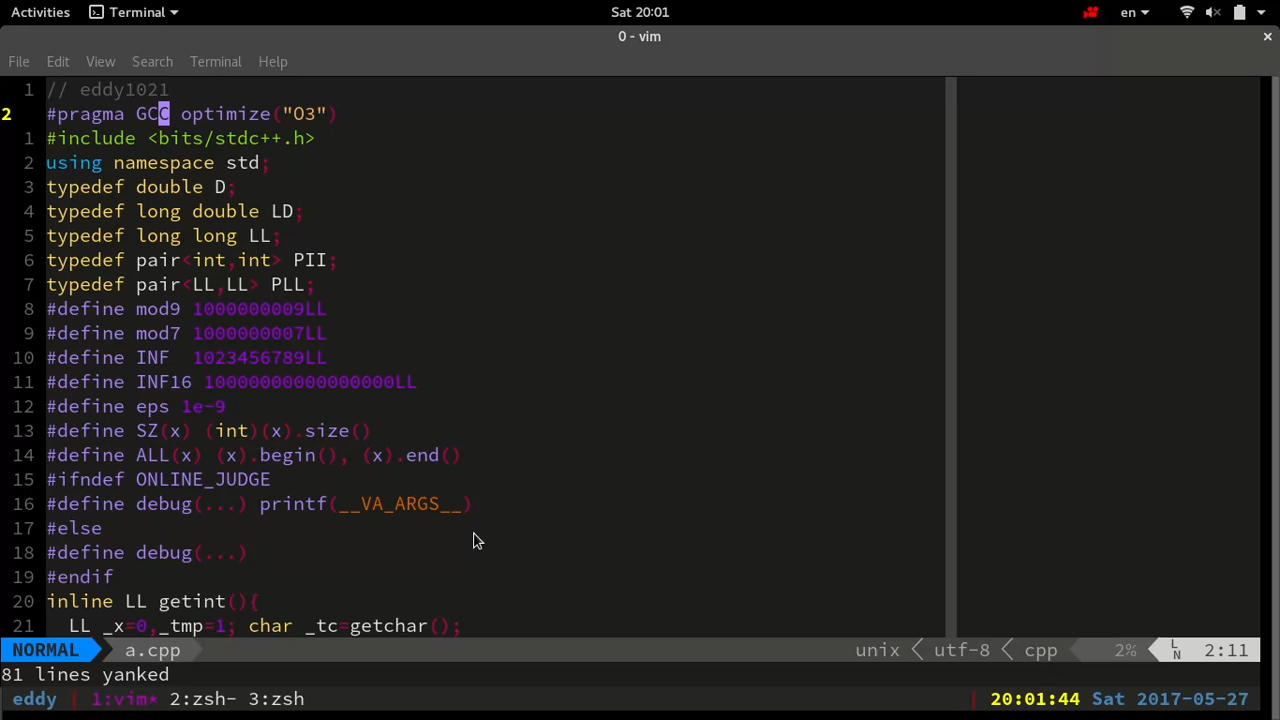 Activities Terminal Sat 20:01 en
0 - vim ×
File Edit View Search Terminal Help
1 // eddy1021
2 #pragma GCC optimize("O3")
1 #include <bits/stdc++.h>
2 using namespace std;
3 typedef double D;
4 typedef long double LD;
5 typedef long long LL;
6 typedef pair<int,int> PII;
7 typedef pair<LL,LL> PLL;
8 #define mod9 1000000009LL
9 #define mod7 1000000007LL
10 #define INF  1023456789LL
11 #define INF16 10000000000000000LL
12 #define eps 1e-9
13 #define SZ(x) (int)(x).size()
14 #define ALL(x) (x).begin(), (x).end()
15 #ifndef ONLINE_JUDGE
16 #define debug(...) printf(__VA_ARGS__)
17 #else
18 #define debug(...)
19 #endif
20 inline LL getint(){
21   LL _x=0,_tmp=1; char _tc=getchar();
NORMAL a.cpp unix utf-8 cpp 2% LN 2:11
81 lines yanked
eddy 1:vim* 2:zsh- 3:zsh 20:01:44 Sat 2017-05-27